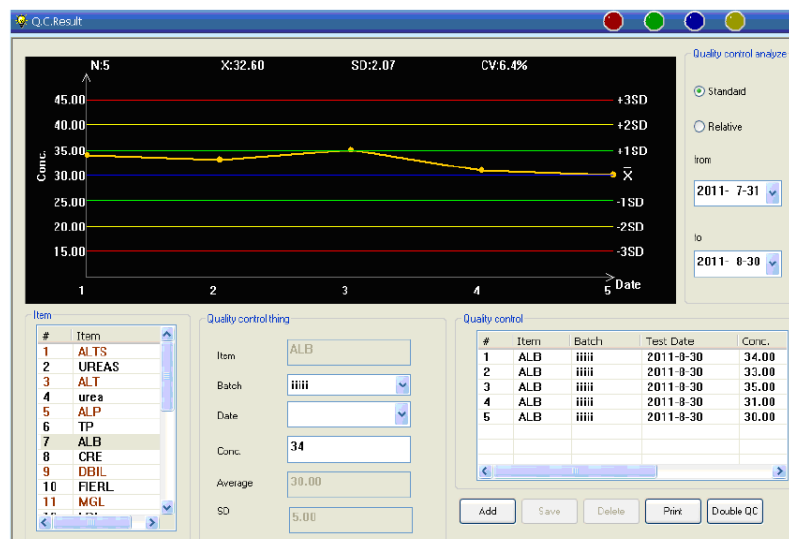 Q.C.Result
N:5 X:32.60 SD:2.07 CV:6.4%
45.00 +3SD
40.00 +2SD
35.00 +1SD
30.00 X̄
25.00 -1SD
20.00 -2SD
15.00 -3SD
Conc.
1 2 3 4 5 Date
Quality control analyze
Standard
Relative
from
2011- 7-31
to
2011- 8-30
Item
# Item
1 ALTS
2 UREAS
3 ALT
4 urea
5 ALP
6 TP
7 ALB
8 CRE
9 DBIL
10 FIERL
11 MGL
Quality control thing
Item ALB
Batch iiiii
Date
Conc. 34
Average 30.00
SD 5.00
Quality control
# Item Batch Test Date Conc.
1 ALB iiiii 2011-8-30 34.00
2 ALB iiiii 2011-8-30 33.00
3 ALB iiiii 2011-8-30 35.00
4 ALB iiiii 2011-8-30 31.00
5 ALB iiiii 2011-8-30 30.00
Add Save Delete Print Double QC